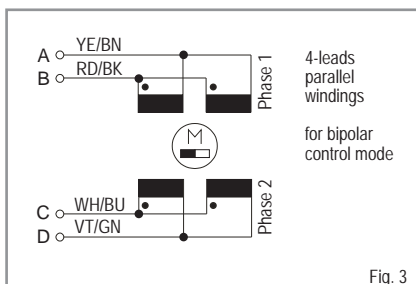 A YE/BN
B RD/BK
Phase 1
4-leads
parallel
windings
M
for bipolar
control mode
Phase 2
C WH/BU
D VT/GN
Fig. 3